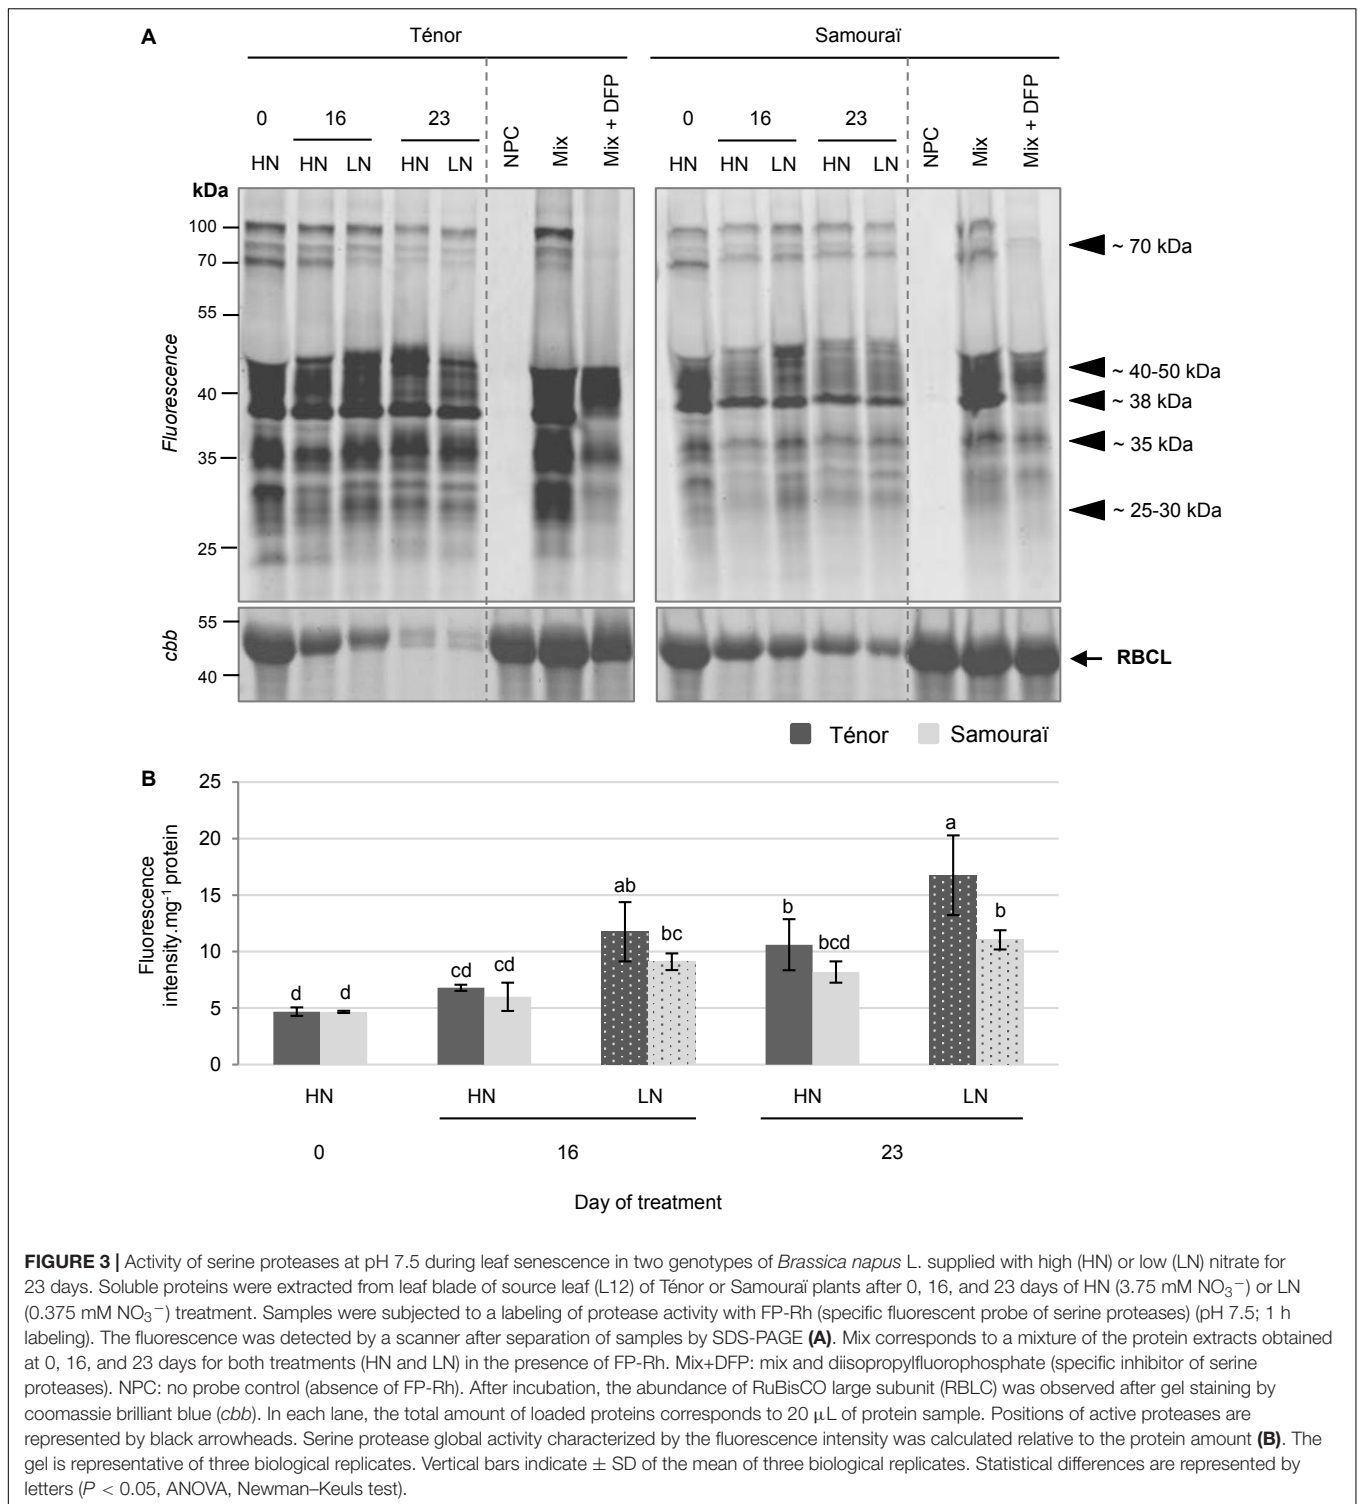 A
Ténor
Samouraï
0 16 23 NPC Mix Mix + DFP
HN HN LN HN LN
0 16 23 NPC Mix Mix + DFP
HN HN LN HN LN
kDa
100
70
55
40
35
25
Fluorescence
~ 70 kDa
~ 40-50 kDa
~ 38 kDa
~ 35 kDa
~ 25-30 kDa
55
40
cbb
RBCL
Ténor Samouraï
B
Fluorescence
intensity.mg⁻¹ protein
25
20
15
10
5
0
d d cd cd ab bc b bcd a b
HN HN LN HN LN
0 16 23
Day of treatment
FIGURE 3 | Activity of serine proteases at pH 7.5 during leaf senescence in two genotypes of Brassica napus L. supplied with high (HN) or low (LN) nitrate for
23 days. Soluble proteins were extracted from leaf blade of source leaf (L12) of Ténor or Samouraï plants after 0, 16, and 23 days of HN (3.75 mM NO₃⁻) or LN
(0.375 mM NO₃⁻) treatment. Samples were subjected to a labeling of protease activity with FP-Rh (specific fluorescent probe of serine proteases) (pH 7.5; 1 h
labeling). The fluorescence was detected by a scanner after separation of samples by SDS-PAGE (A). Mix corresponds to a mixture of the protein extracts obtained
at 0, 16, and 23 days for both treatments (HN and LN) in the presence of FP-Rh. Mix+DFP: mix and diisopropylfluorophosphate (specific inhibitor of serine
proteases). NPC: no probe control (absence of FP-Rh). After incubation, the abundance of RuBisCO large subunit (RBLC) was observed after gel staining by
coomassie brilliant blue (cbb). In each lane, the total amount of loaded proteins corresponds to 20 μL of protein sample. Positions of active proteases are
represented by black arrowheads. Serine protease global activity characterized by the fluorescence intensity was calculated relative to the protein amount (B). The
gel is representative of three biological replicates. Vertical bars indicate ± SD of the mean of three biological replicates. Statistical differences are represented by
letters (P < 0.05, ANOVA, Newman–Keuls test).